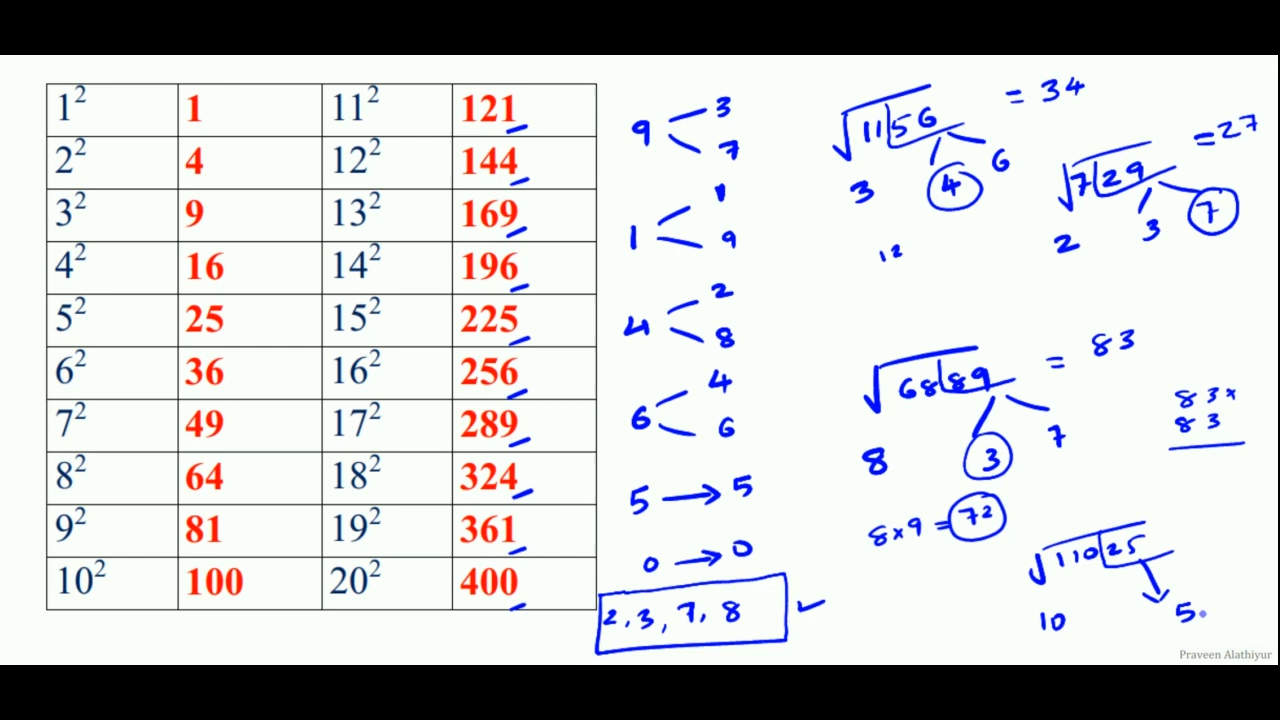 1² 1 11² 121
2² 4 12² 144
3² 9 13² 169
4² 16 14² 196
5² 25 15² 225
6² 36 16² 256
7² 49 17² 289
8² 64 18² 324
9² 81 19² 361
10² 100 20² 400
9 < 3
7
1 < 1
9
4 < 2
8
6 < 4
6
5 → 5
0 → 0
2, 3, 7, 8 ✓
√11|56 = 34
3 4 6
12
√7|29 = 27
2 3 7
√68|89 = 83
8 3 7
8×9 = 72
83×
83
√110|25
10 5
Praveen Alathiyur